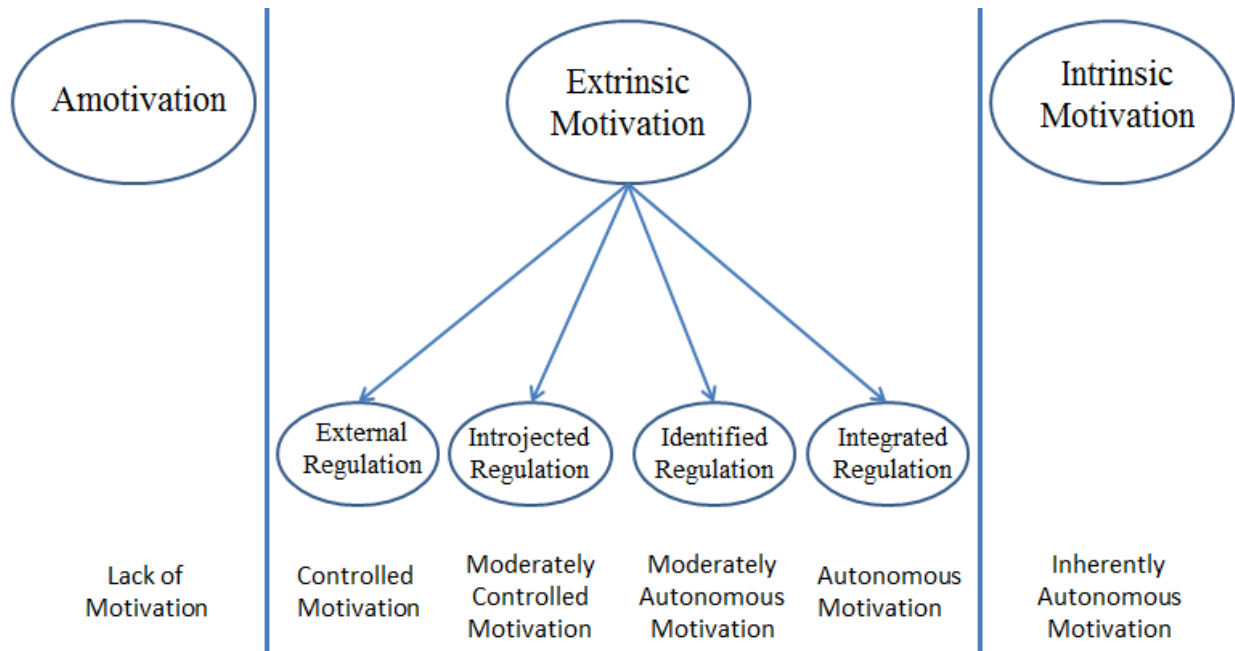 Amotivation
Extrinsic
Motivation
Intrinsic
Motivation
External
Regulation
Introjected
Regulation
Identified
Regulation
Integrated
Regulation
Lack of
Motivation
Controlled
Motivation
Moderately
Controlled
Motivation
Moderately
Autonomous
Motivation
Autonomous
Motivation
Inherently
Autonomous
Motivation